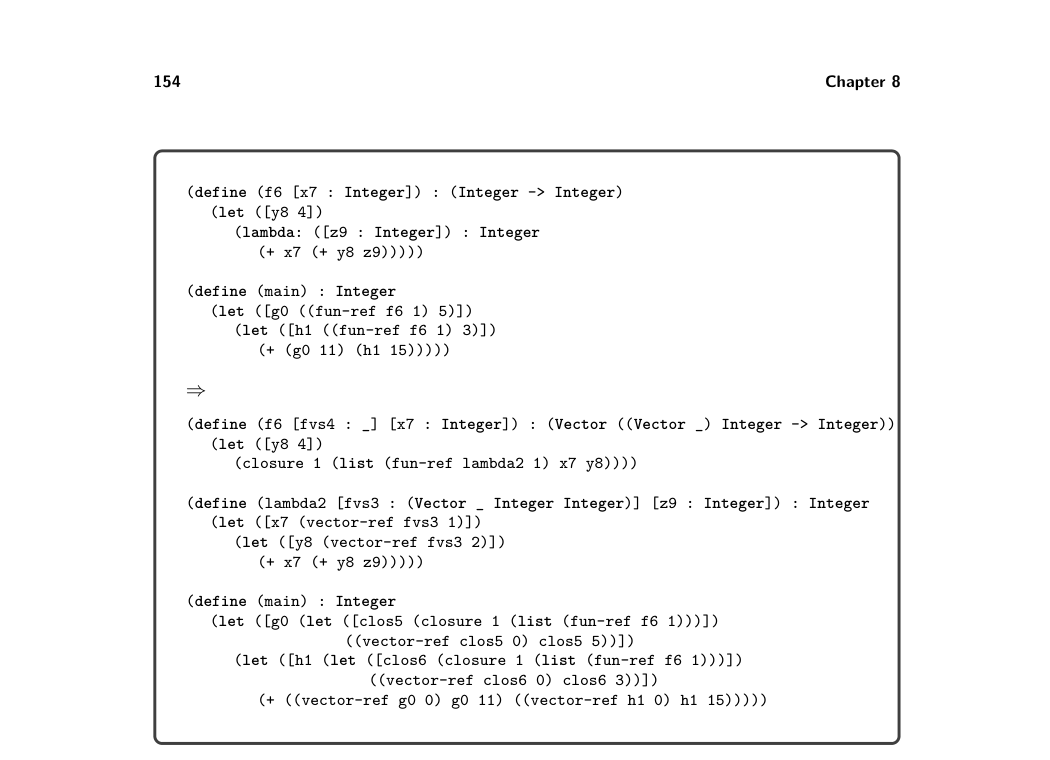 154 Chapter 8
(define (f6 [x7 : Integer]) : (Integer -> Integer)
(let ([y8 4])
(lambda: ([z9 : Integer]) : Integer
(+ x7 (+ y8 z9)))))
(define (main) : Integer
(let ([g0 ((fun-ref f6 1) 5)])
(let ([h1 ((fun-ref f6 1) 3)])
(+ (g0 11) (h1 15)))))
⇒
(define (f6 [fvs4 : _] [x7 : Integer]) : (Vector ((Vector _) Integer -> Integer))
(let ([y8 4])
(closure 1 (list (fun-ref lambda2 1) x7 y8))))
(define (lambda2 [fvs3 : (Vector _ Integer Integer)] [z9 : Integer]) : Integer
(let ([x7 (vector-ref fvs3 1)])
(let ([y8 (vector-ref fvs3 2)])
(+ x7 (+ y8 z9)))))
(define (main) : Integer
(let ([g0 (let ([clos5 (closure 1 (list (fun-ref f6 1)))])
((vector-ref clos5 0) clos5 5))])
(let ([h1 (let ([clos6 (closure 1 (list (fun-ref f6 1)))])
((vector-ref clos6 0) clos6 3))])
(+ ((vector-ref g0 0) g0 11) ((vector-ref h1 0) h1 15)))))